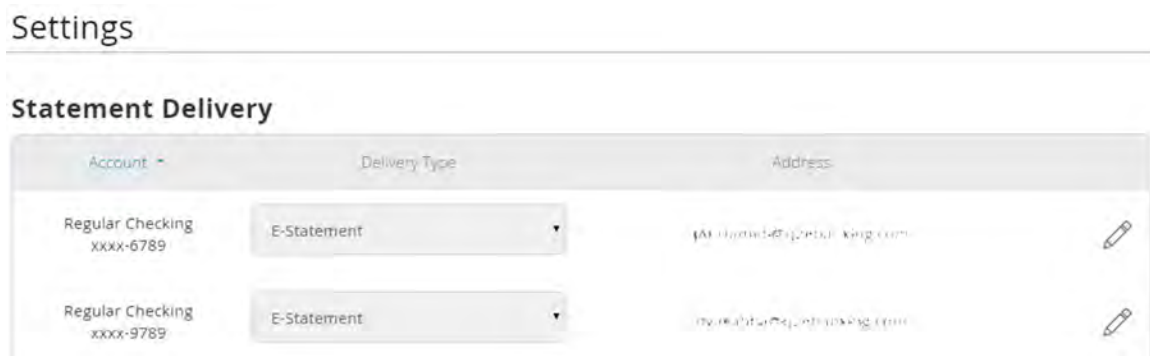 Settings
Statement Delivery
Account Delivery Type Address
Regular Checking
xxxx-6789
E-Statement
Regular Checking
xxxx-9789
E-Statement